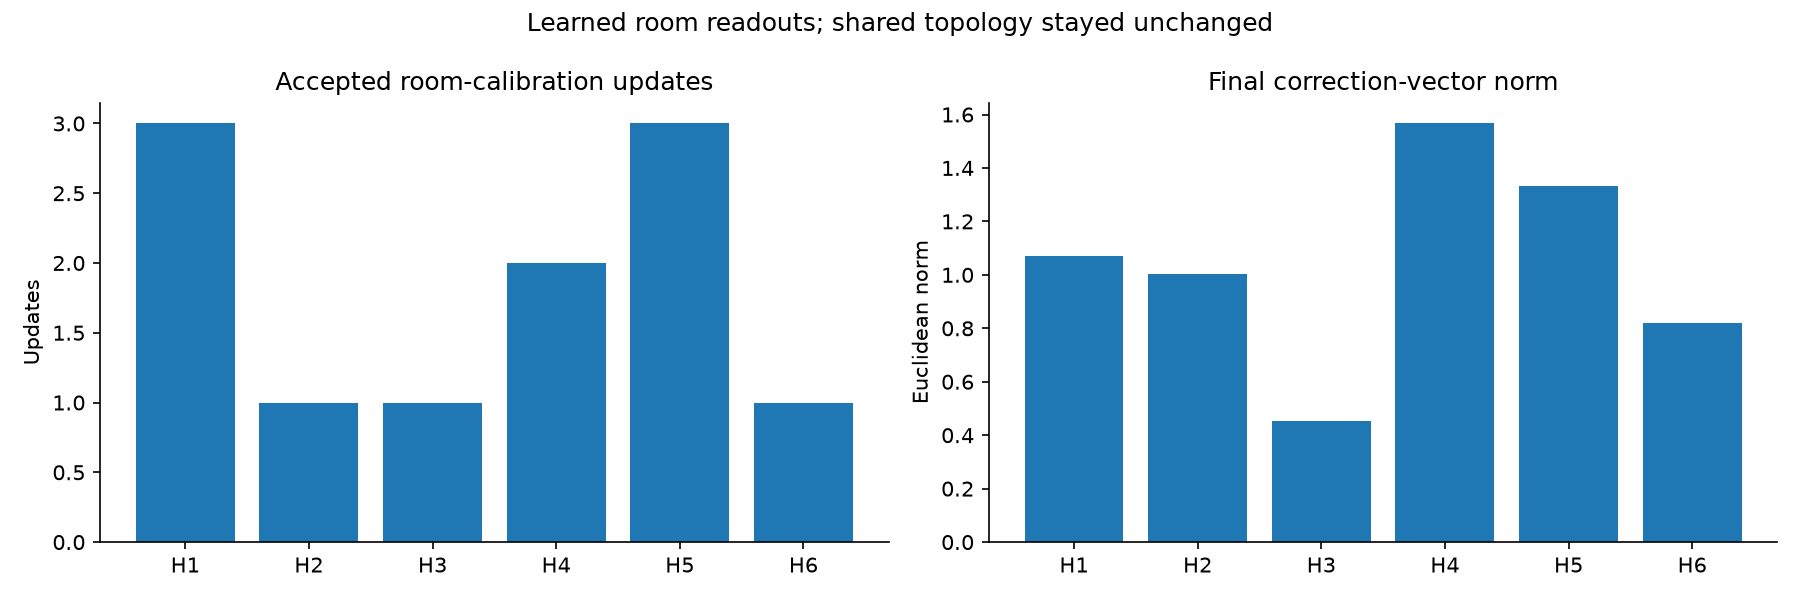 Learned room readouts; shared topology stayed unchanged
Accepted room-calibration updates
Updates
3.0
2.5
2.0
1.5
1.0
0.5
0.0
H1 H2 H3 H4 H5 H6
Final correction-vector norm
Euclidean norm
1.6
1.4
1.2
1.0
0.8
0.6
0.4
0.2
0.0
H1 H2 H3 H4 H5 H6